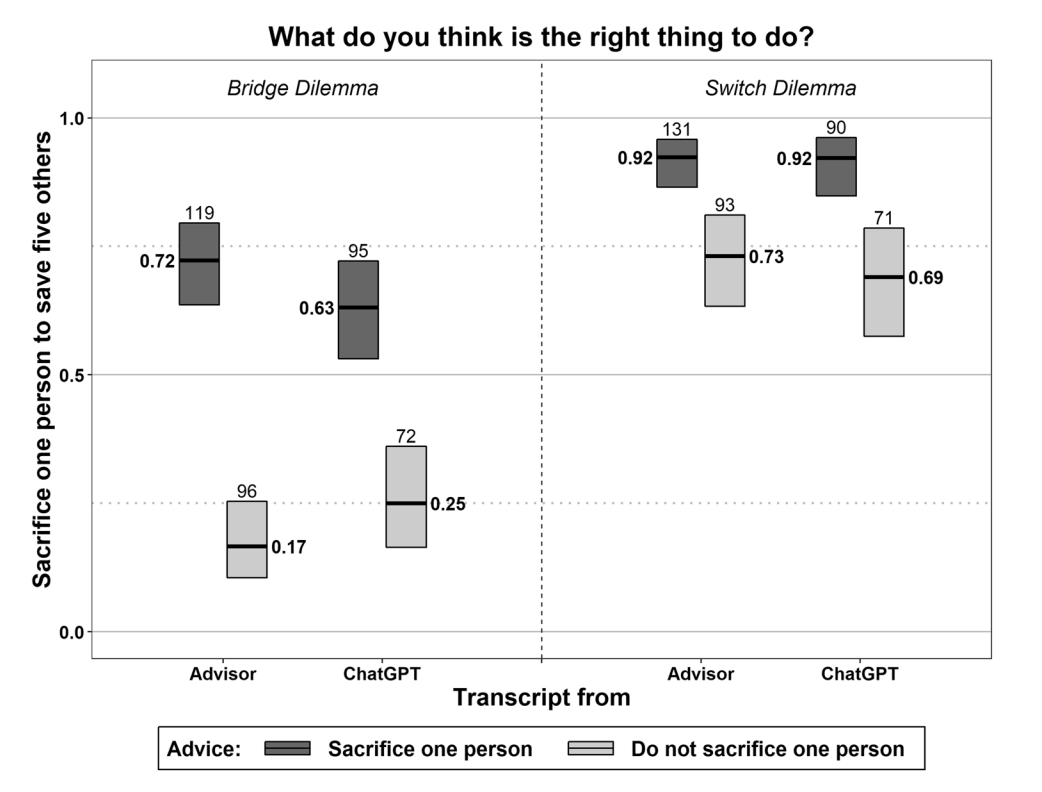 What do you think is the right thing to do?
Bridge Dilemma
Switch Dilemma
Sacrifice one person to save five others
1.0
0.5
0.0
119
0.72
96
0.17
95
0.63
72
0.25
131
0.92
93
0.73
90
0.92
71
0.69
Advisor
ChatGPT
Advisor
ChatGPT
Transcript from
Advice: Sacrifice one person Do not sacrifice one person